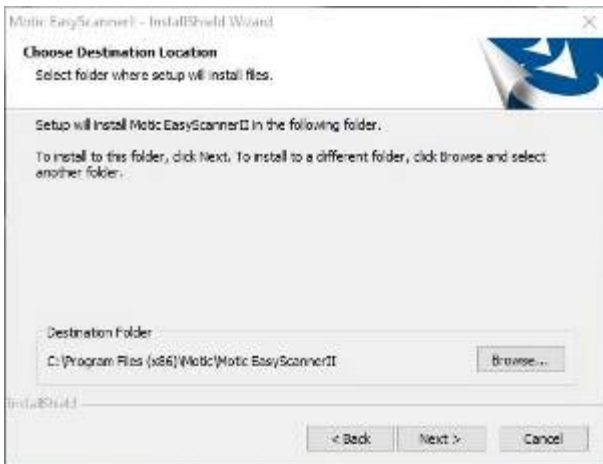 Motic EasyScannerII - InstallShield Wizard
Choose Destination Location
Select folder where setup will install files.
Setup will install Motic EasyScannerII in the following folder.
To install to this folder, click Next. To install to a different folder, click Browse and select
another folder.
Destination Folder
C:\Program Files (x86)\Motic\Motic EasyScannerII
Browse...
InstallShield
< Back
Next >
Cancel